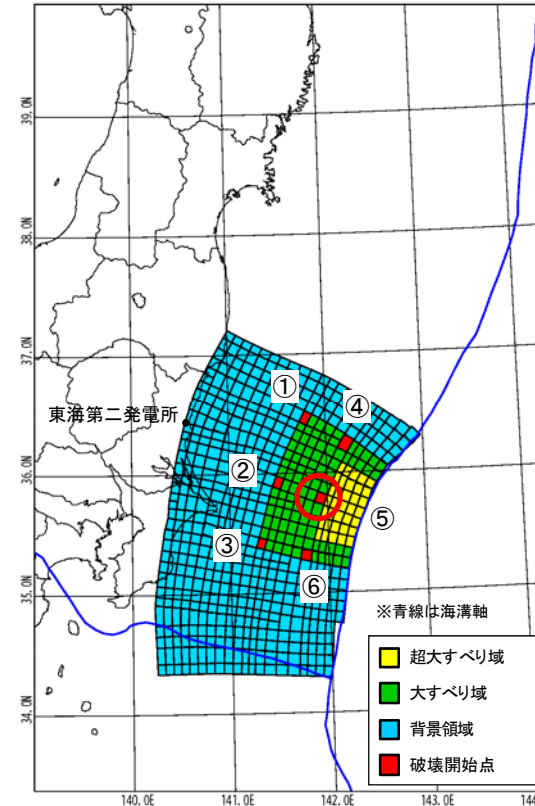 39.0N
38.0N
37.0N
①
④
東海第二発電所
36.0N
②
⑤
③
⑥
35.0N
※青線は海溝軸
超大すべり域
大すべり域
34.0N
背景領域
破壊開始点
140.0E
141.0E
142.0E
143.0E
144